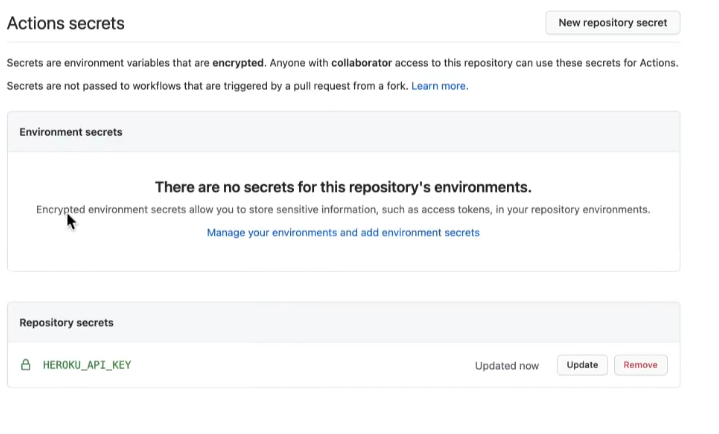 Actions secrets
New repository secret
Secrets are environment variables that are encrypted. Anyone with collaborator access to this repository can use these secrets for Actions.
Secrets are not passed to workflows that are triggered by a pull request from a fork. Learn more.
Environment secrets
There are no secrets for this repository's environments.
Encrypted environment secrets allow you to store sensitive information, such as access tokens, in your repository environments.
Manage your environments and add environment secrets
Repository secrets
HEROKU_API_KEY Updated now Update Remove